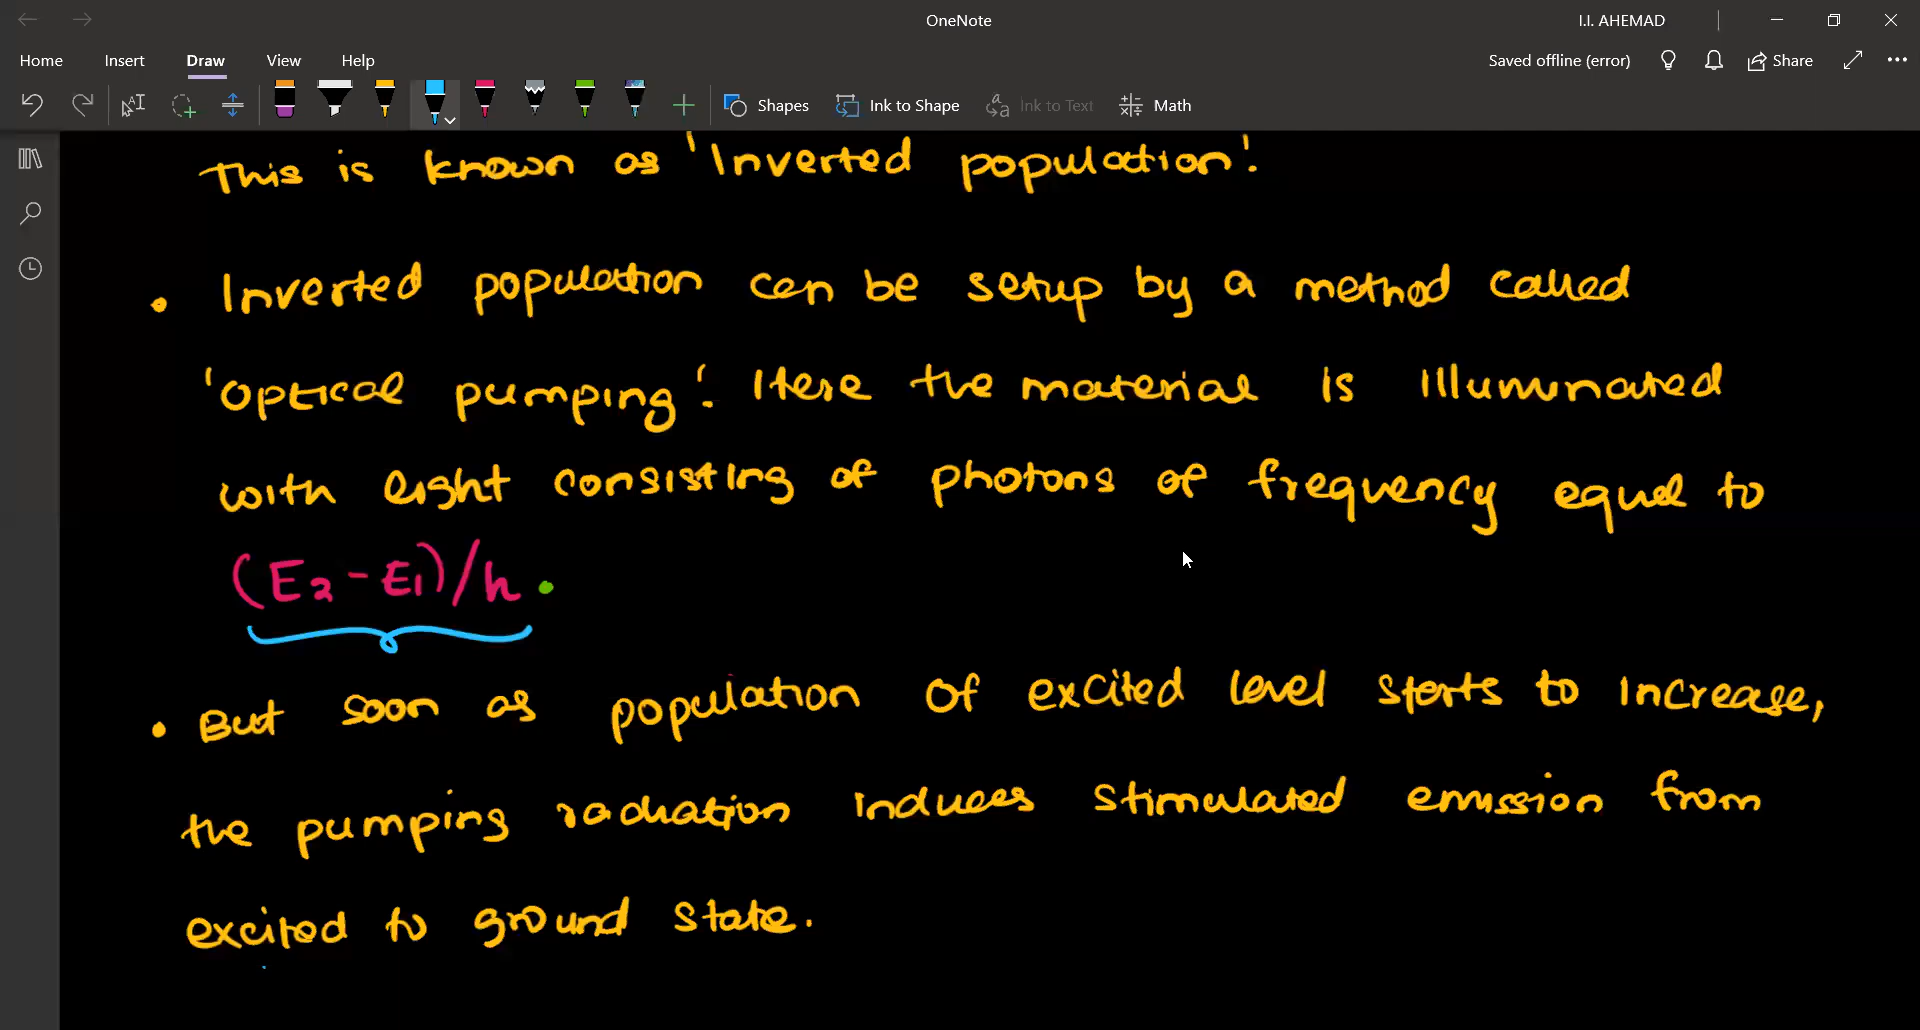 OneNote
I.I. AHEMAD
Home Insert Draw View Help
Saved offline (error) Share
Shapes Ink to Shape Ink to Text Math
This is known as 'Inverted population'.
• Inverted population can be setup by a method called
'Optical pumping'. Here the material is illuminated
with light consisting of photons of frequency equal to
(E2 - E1)/h.
• But soon as population of excited level starts to increase,
the pumping radiation induces stimulated emission from
excited to ground state.